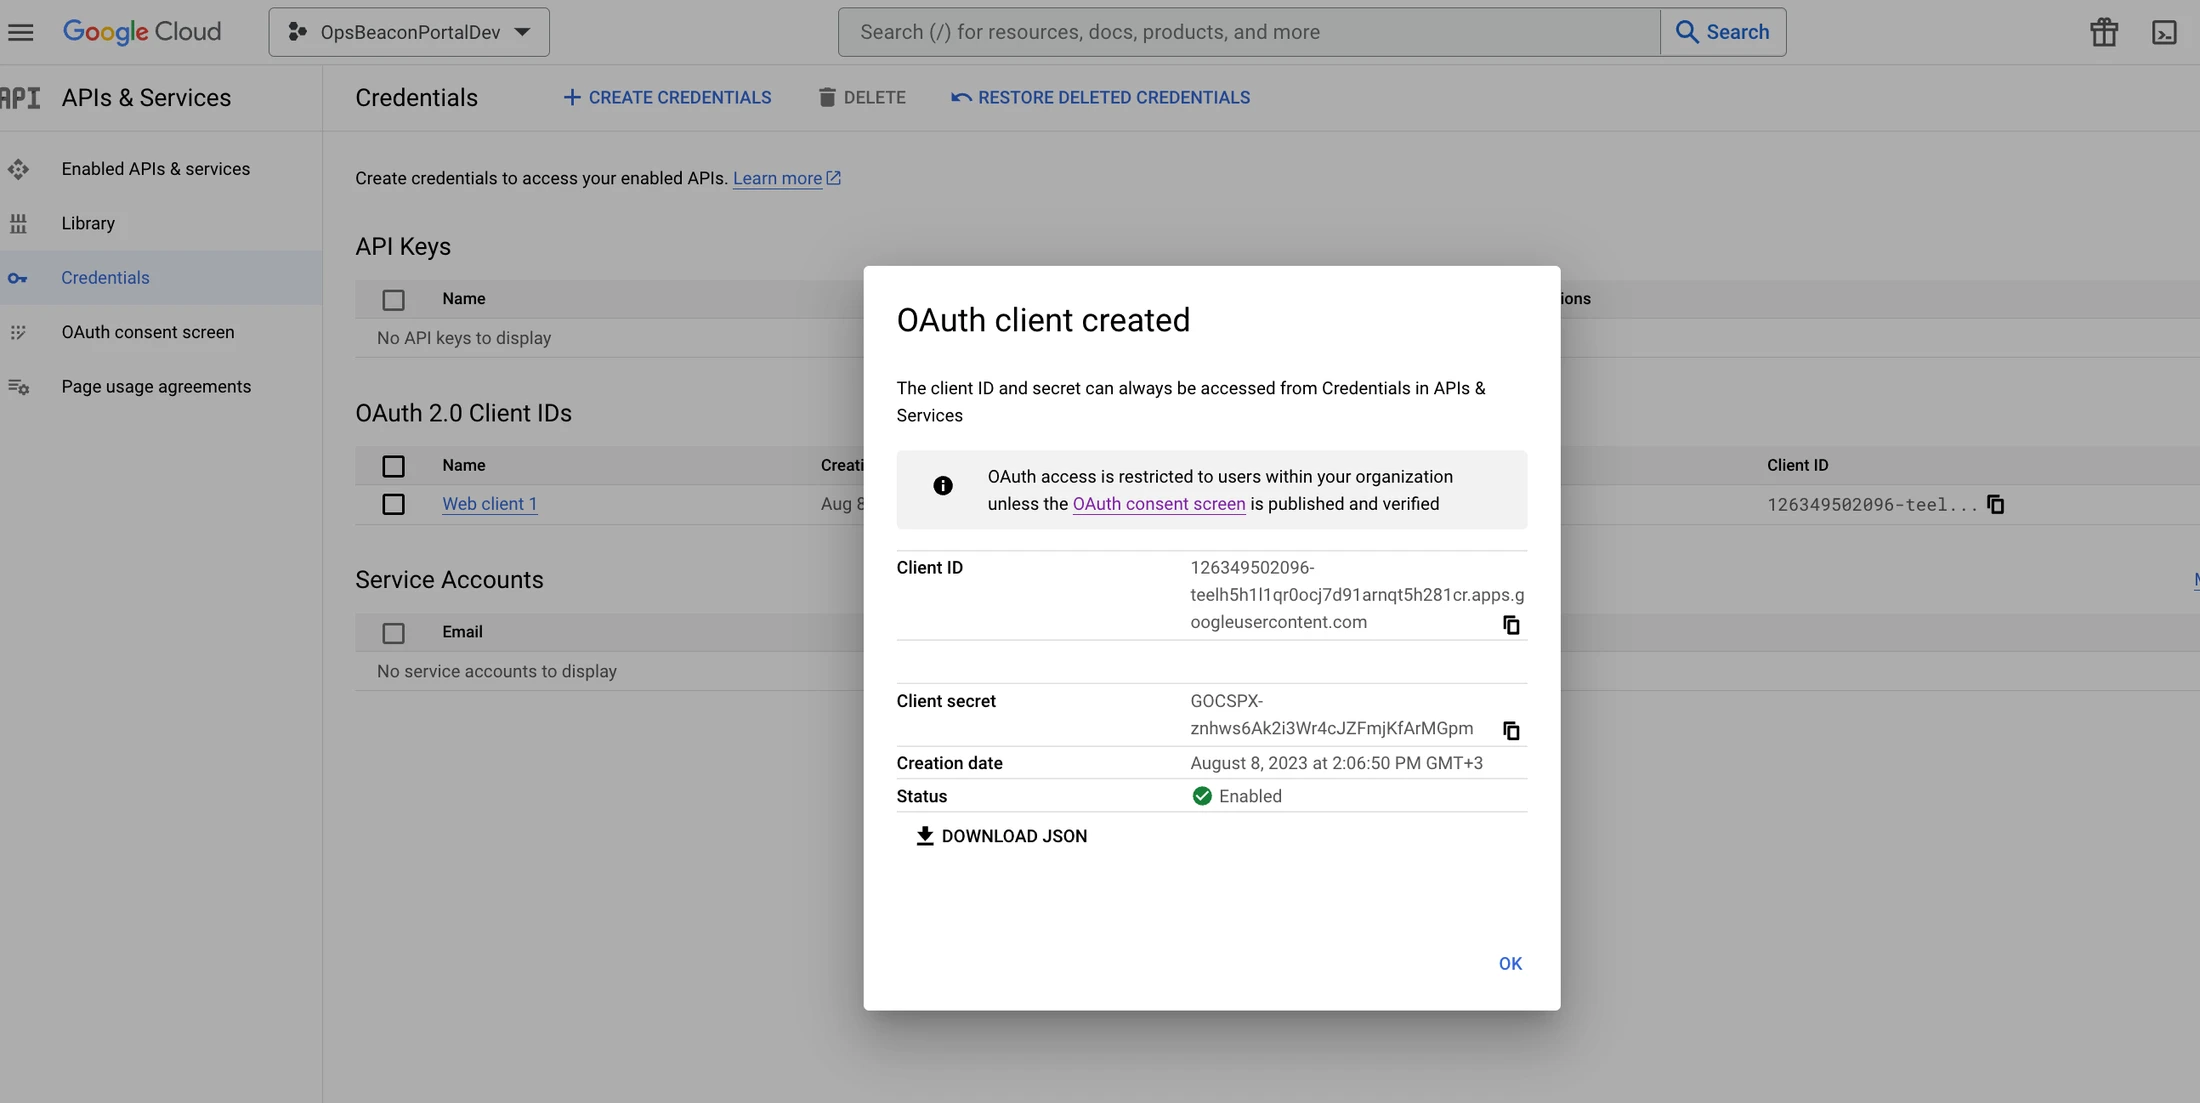 Google Cloud
OpsBeaconPortalDev
Search (/) for resources, docs, products, and more
Search
API
APIs & Services
Credentials
CREATE CREDENTIALS
DELETE
RESTORE DELETED CREDENTIALS
Enabled APIs & services
Library
Credentials
OAuth consent screen
Page usage agreements
Create credentials to access your enabled APIs. Learn more
API Keys
Name
No API keys to display
OAuth 2.0 Client IDs
Name
Client ID
Web client 1
Aug 8
126349502096-teel...
Service Accounts
Email
No service accounts to display
OAuth client created
The client ID and secret can always be accessed from Credentials in APIs &
Services
OAuth access is restricted to users within your organization
unless the OAuth consent screen is published and verified
Client ID
126349502096-
teelh5h1l1qr0ocj7d91arnqt5h281cr.apps.g
oogleusercontent.com
Client secret
GOCSPX-
znhws6Ak2i3Wr4cJZFmjKfArMGpm
Creation date
August 8, 2023 at 2:06:50 PM GMT+3
Status
Enabled
DOWNLOAD JSON
OK